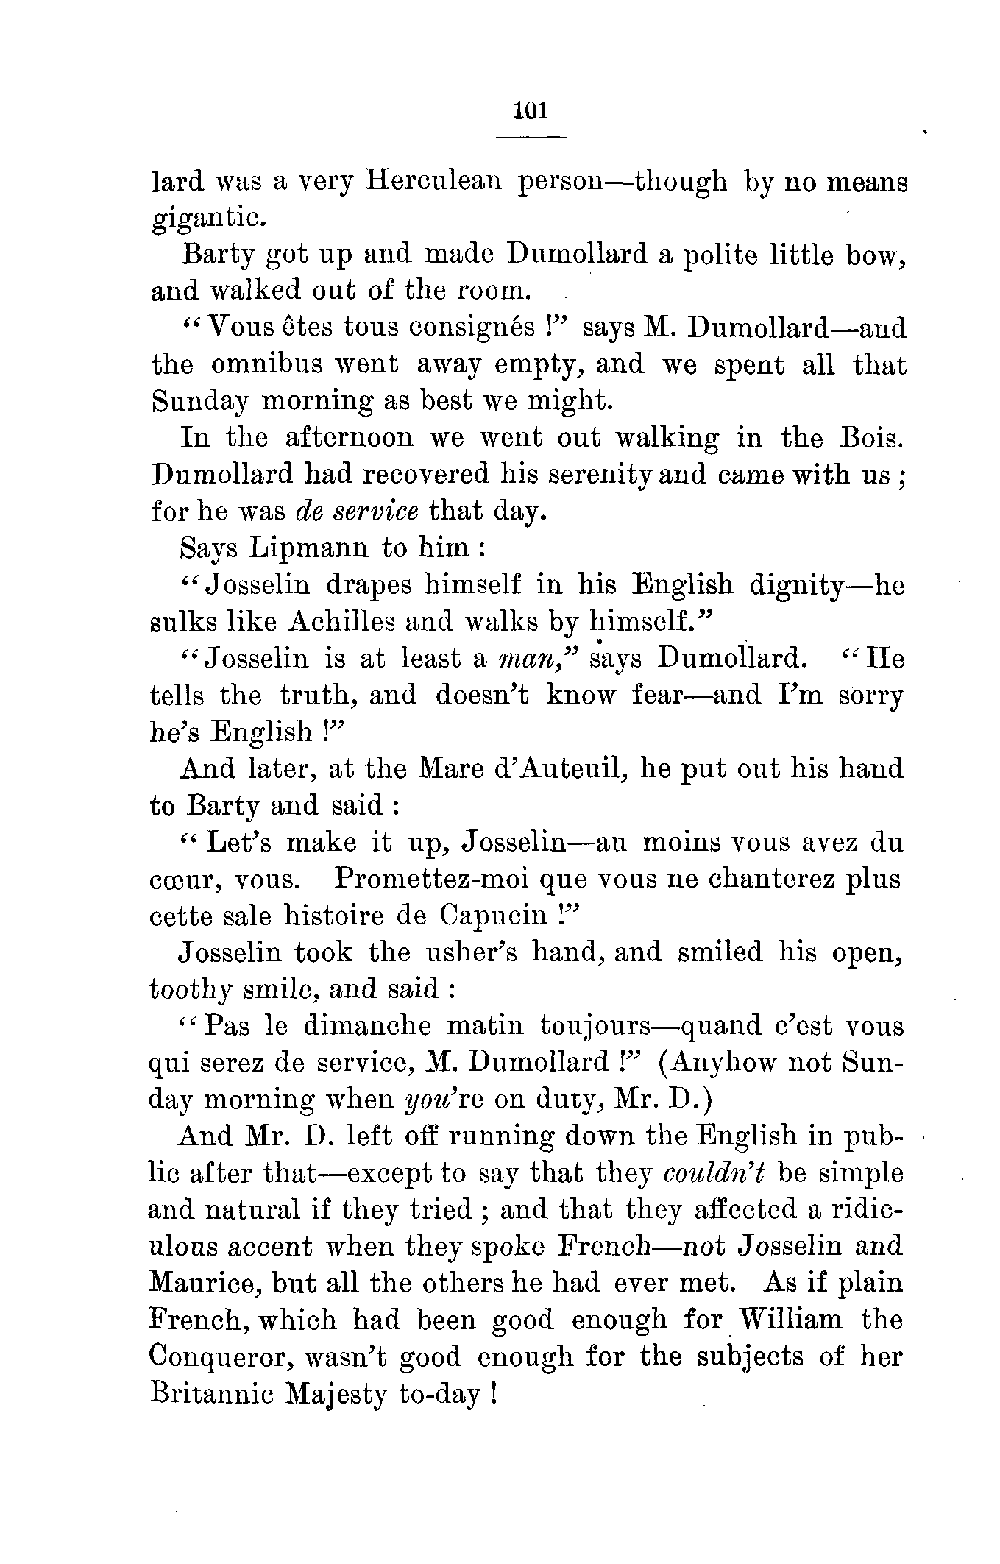 101
lard was a very Herculean person—though by no means
gigantic.
Barty got up and made Dumollard a polite little bow,
and walked out of the room.
“Vous êtes tous consignés !” says M. Dumollard—and
the omnibus went away empty, and we spent all that
Sunday morning as best we might.
In the afternoon we went out walking in the Bois.
Dumollard had recovered his serenity and came with us ;
for he was de service that day.
Says Lipmann to him :
“Josselin drapes himself in his English dignity—he
sulks like Achilles and walks by himself.”
“Josselin is at least a man,” says Dumollard. “He
tells the truth, and doesn’t know fear—and I’m sorry
he’s English !”
And later, at the Mare d’Auteuil, he put out his hand
to Barty and said :
“ Let’s make it up, Josselin—au moins vous avez du
cœur, vous. Promettez-moi que vous ne chanterez plus
cette sale histoire de Capucin !”
Josselin took the usher’s hand, and smiled his open,
toothy smile, and said :
“Pas le dimanche matin toujours—quand c’est vous
qui serez de service, M. Dumollard !” (Anyhow not Sun-
day morning when you’re on duty, Mr. D.)
And Mr. D. left off running down the English in pub-
lic after that—except to say that they couldn’t be simple
and natural if they tried ; and that they affected a ridic-
ulous accent when they spoke French—not Josselin and
Maurice, but all the others he had ever met. As if plain
French, which had been good enough for William the
Conqueror, wasn’t good enough for the subjects of her
Britannic Majesty to-day !